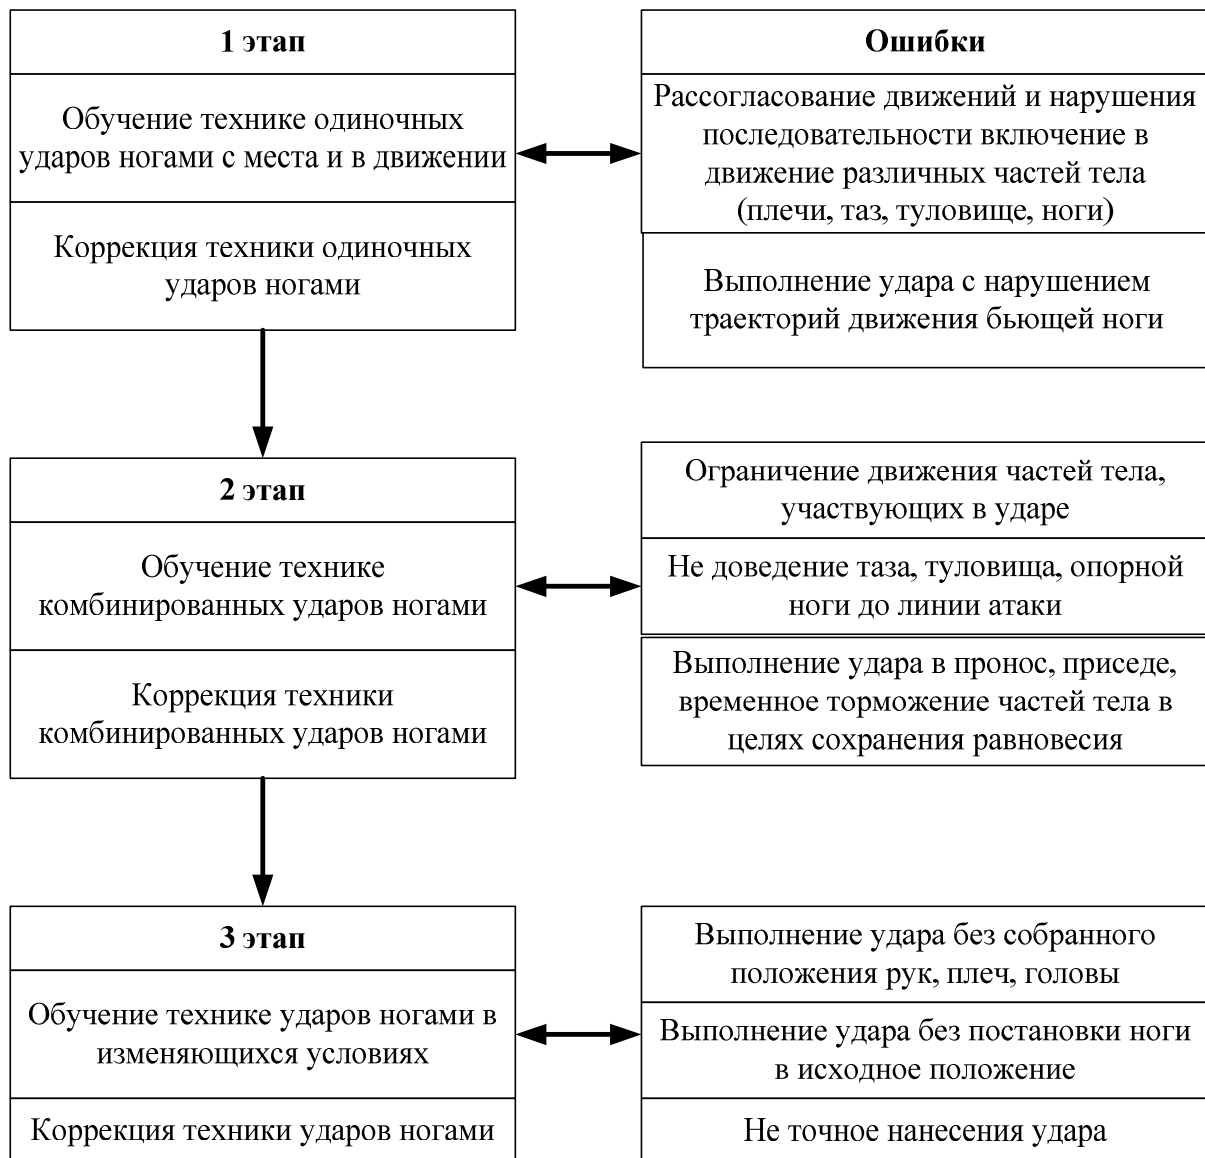 1 этап
Обучение технике одиночных
ударов ногами с места и в движении
Коррекция техники одиночных
ударов ногами
Ошибки
Рассогласование движений и нарушения
последовательности включение в
движение различных частей тела
(плечи, таз, туловище, ноги)
Выполнение удара с нарушением
траекторий движения бьющей ноги
2 этап
Обучение технике
комбинированных ударов ногами
Коррекция техники
комбинированных ударов ногами
Ограничение движения частей тела,
участвующих в ударе
Не доведение таза, туловища, опорной
ноги до линии атаки
Выполнение удара в пронос, приседе,
временное торможение частей тела в
целях сохранения равновесия
3 этап
Обучение технике ударов ногами в
изменяющихся условиях
Коррекция техники ударов ногами
Выполнение удара без собранного
положения рук, плеч, головы
Выполнение удара без постановки ноги
в исходное положение
Не точное нанесения удара